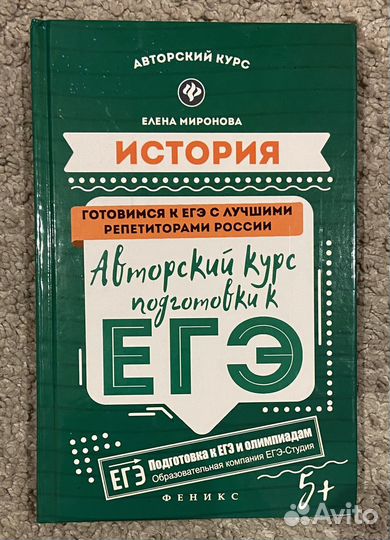 АВТОРСКИЙ КУРС
ЕЛЕНА МИРОНОВА
ИСТОРИЯ
ГОТОВИМСЯ К ЕГЭ С ЛУЧШИМИ
РЕПЕТИТОРАМИ РОССИИ
Авторский курс
подготовки к
ЕГЭ
ЕГЭ
Подготовка к ЕГЭ и олимпиадам
Образовательная компания ЕГЭ-Студия
5+
ФЕНИКС
Avito